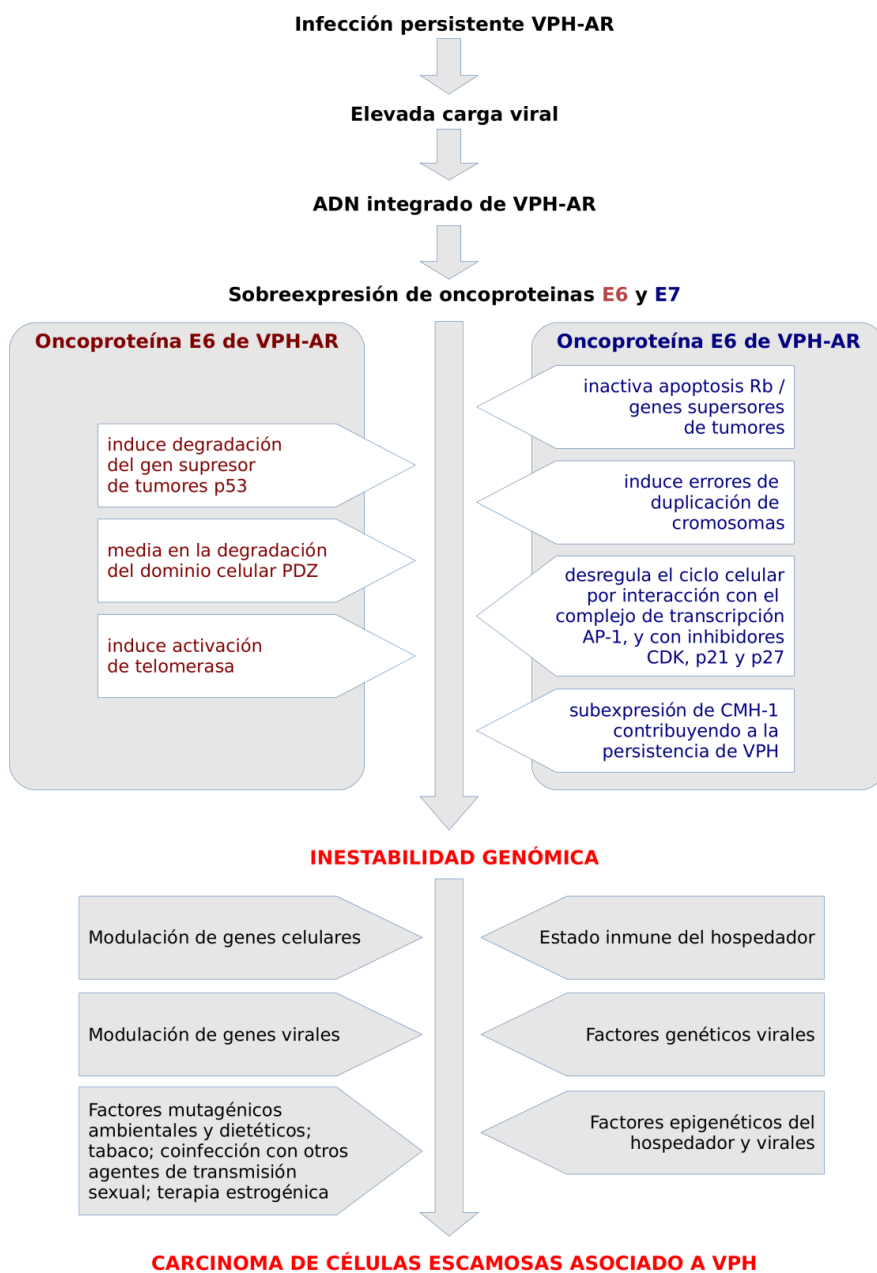 Infección persistente VPH-AR
Elevada carga viral
ADN integrado de VPH-AR
Sobreexpresión de oncoproteinas E6 y E7
Oncoproteína E6 de VPH-AR
induce degradación
del gen supresor
de tumores p53
media en la degradación
del dominio celular PDZ
induce activación
de telomerasa
Oncoproteína E6 de VPH-AR
inactiva apoptosis Rb /
genes supersores
de tumores
induce errores de
duplicación de
cromosomas
desregula el ciclo celular
por interacción con el
complejo de transcripción
AP-1, y con inhibidores
CDK, p21 y p27
subexpresión de CMH-1
contribuyendo a la
persistencia de VPH
INESTABILIDAD GENÓMICA
Modulación de genes celulares
Modulación de genes virales
Factores mutagénicos
ambientales y dietéticos;
tabaco; coinfección con otros
agentes de transmisión
sexual; terapia estrogénica
Estado inmune del hospedador
Factores genéticos virales
Factores epigenéticos del
hospedador y virales
CARCINOMA DE CÉLULAS ESCAMOSAS ASOCIADO A VPH